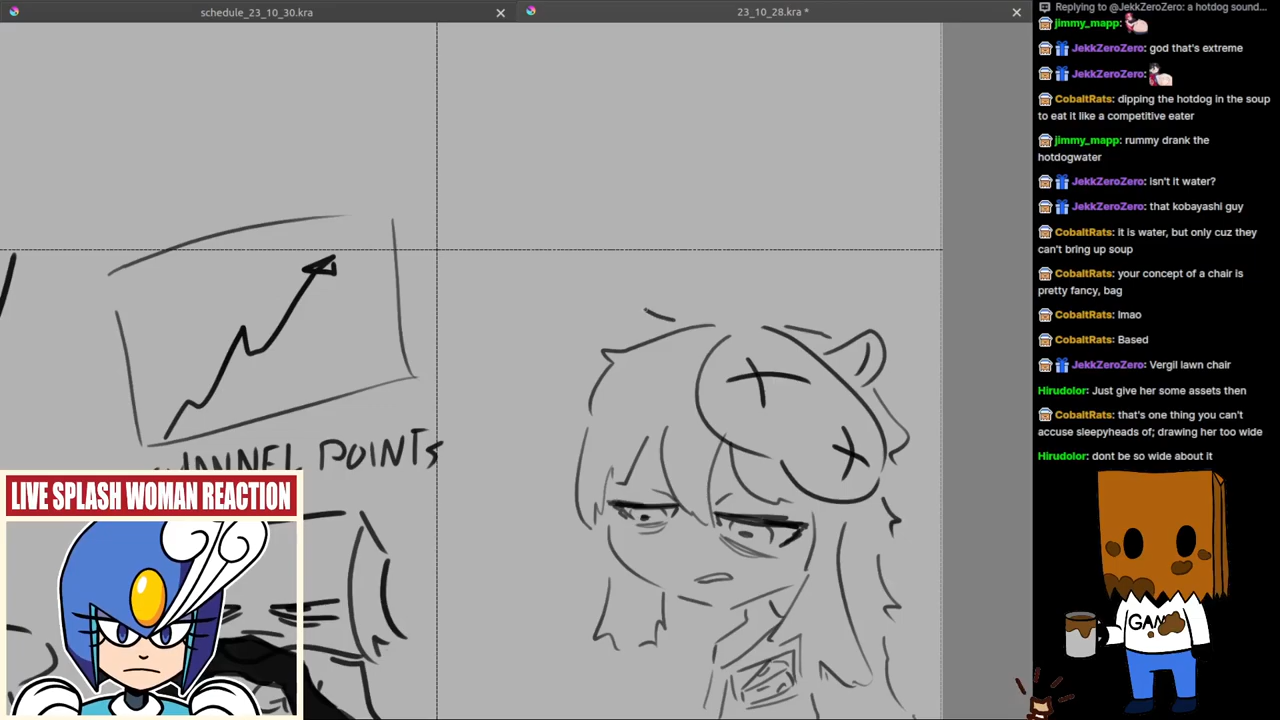 schedule_23_10_30.kra
23_10_28.kra *
CHANNEL POINTS
LIVE SPLASH WOMAN REACTION
Replying to @JekkZeroZero: a hotdog sound...
jimmy_mapp:
JekkZeroZero: god that's extreme
JekkZeroZero:
CobaltRats: dipping the hotdog in the soup
to eat it like a competitive eater
jimmy_mapp: rummy drank the
hotdogwater
JekkZeroZero: isn't it water?
JekkZeroZero: that kobayashi guy
CobaltRats: it is water, but only cuz they
can't bring up soup
CobaltRats: your concept of a chair is
pretty fancy, bag
CobaltRats: lmao
CobaltRats: Based
JekkZeroZero: Vergil lawn chair
Hirudolor: Just give her some assets then
CobaltRats: that's one thing you can't
accuse sleepyheads of; drawing her too wide
Hirudolor: dont be so wide about it
GAN